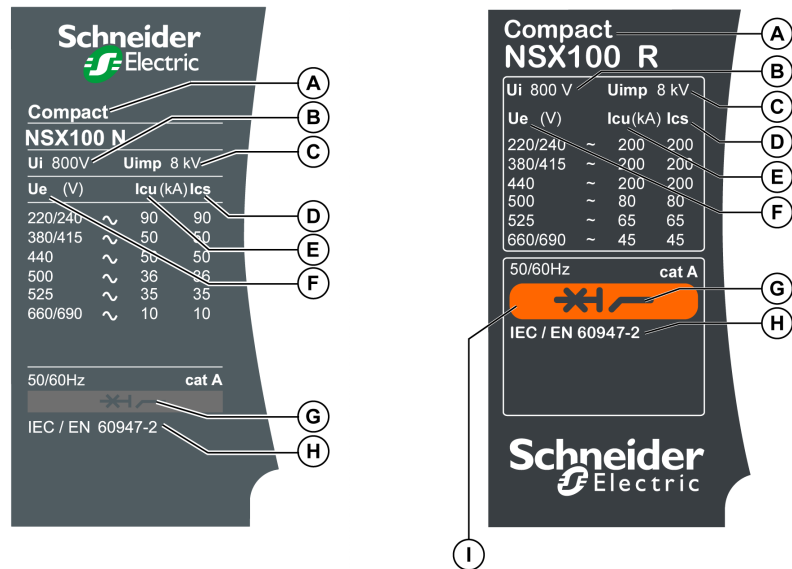 Schneider
Electric
Compact
NSX100 N
Ui 800V Uimp 8 kV
Ue (V) Icu (kA) Ics
220/240 ∿ 90 90
380/415 ∿ 50 50
440 ∿ 50 50
500 ∿ 36 36
525 ∿ 35 35
660/690 ∿ 10 10
50/60Hz cat A
IEC / EN 60947-2
A
B
C
D
E
F
G
H
Compact
NSX100 R
Ui 800 V Uimp 8 kV
Ue (V) Icu(kA) Ics
220/240 ~ 200 200
380/415 ~ 200 200
440 ~ 200 200
500 ~ 80 80
525 ~ 65 65
660/690 ~ 45 45
50/60Hz cat A
IEC / EN 60947-2
Schneider
Electric
A
B
C
D
E
F
G
H
I